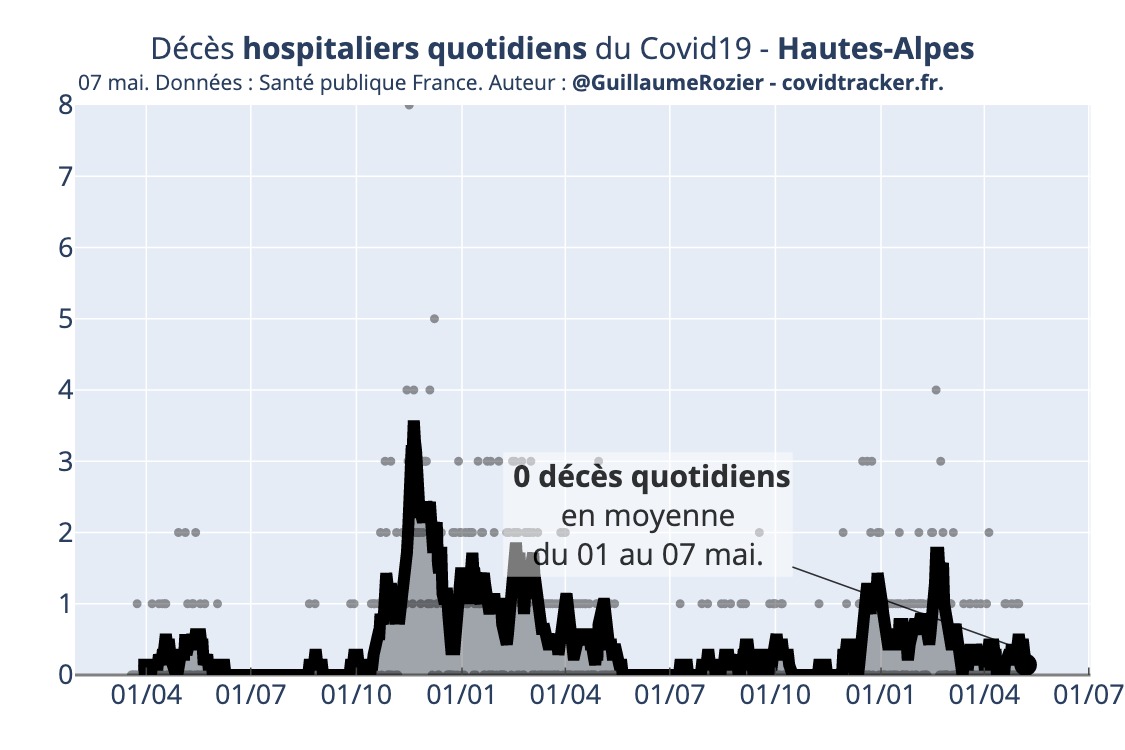 Décès hospitaliers quotidiens du Covid19 - Hautes-Alpes
07 mai. Données : Santé publique France. Auteur : @GuillaumeRozier - covidtracker.fr.
8
7
6
5
4
3
2
1
0
0 décès quotidiens
en moyenne
du 01 au 07 mai.
01/04 01/07 01/10 01/01 01/04 01/07 01/10 01/01 01/04 01/07